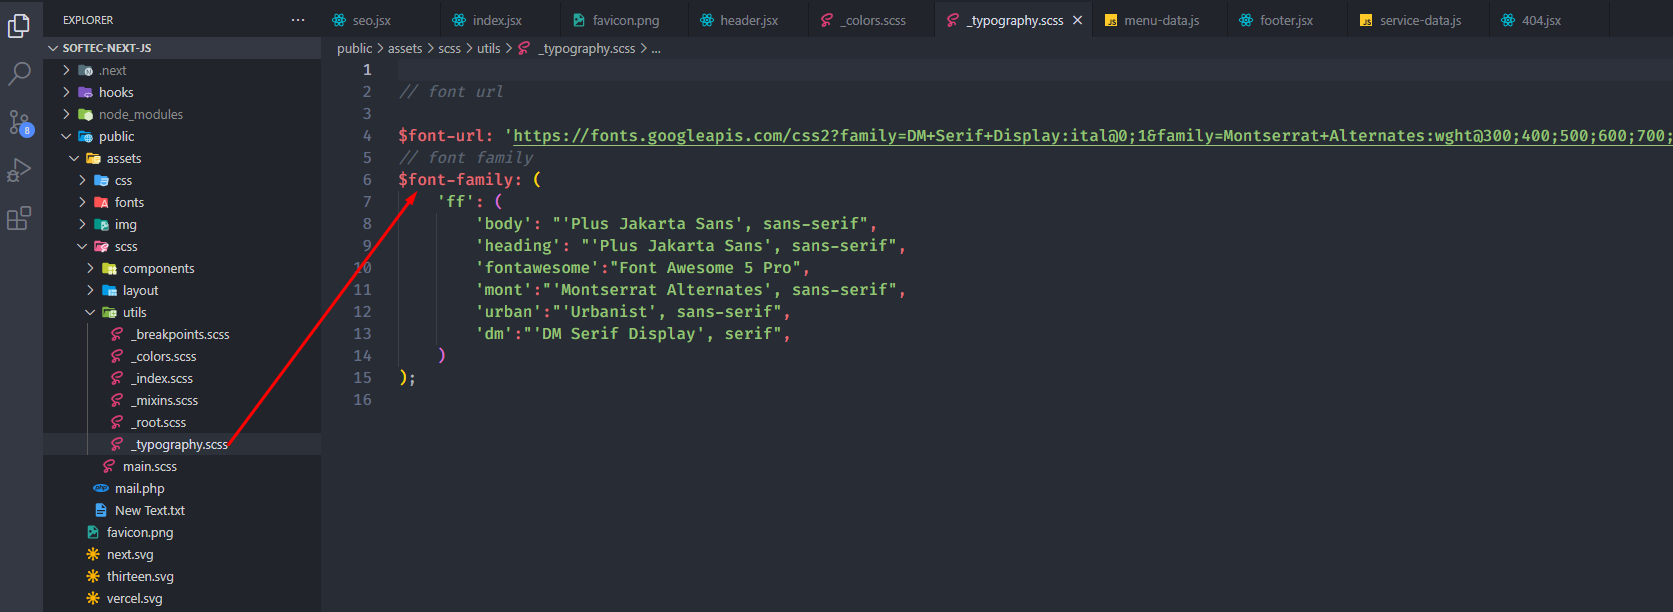 EXPLORER
···
SOFTEC-NEXT-JS
.next
hooks
node_modules
public
assets
css
fonts
img
scss
components
layout
utils
_breakpoints.scss
_colors.scss
_index.scss
_mixins.scss
_root.scss
_typography.scss
main.scss
mail.php
New Text.txt
favicon.png
next.svg
thirteen.svg
vercel.svg
8
seo.jsx index.jsx favicon.png header.jsx _colors.scss _typography.scss × JS menu-data.js footer.jsx JS service-data.js 404.jsx
public > assets > scss > utils > _typography.scss > ...
1
2 // font url
3
4 $font-url: 'https://fonts.googleapis.com/css2?family=DM+Serif+Display:ital@0;1&family=Montserrat+Alternates:wght@300;400;500;600;700;
5 // font family
6 $font-family: (
7 'ff': (
8 'body': "'Plus Jakarta Sans', sans-serif",
9 'heading': "'Plus Jakarta Sans', sans-serif",
10 'fontawesome':"Font Awesome 5 Pro",
11 'mont':"'Montserrat Alternates', sans-serif",
12 'urban':"'Urbanist', sans-serif",
13 'dm':"'DM Serif Display', serif",
14 )
15 );
16